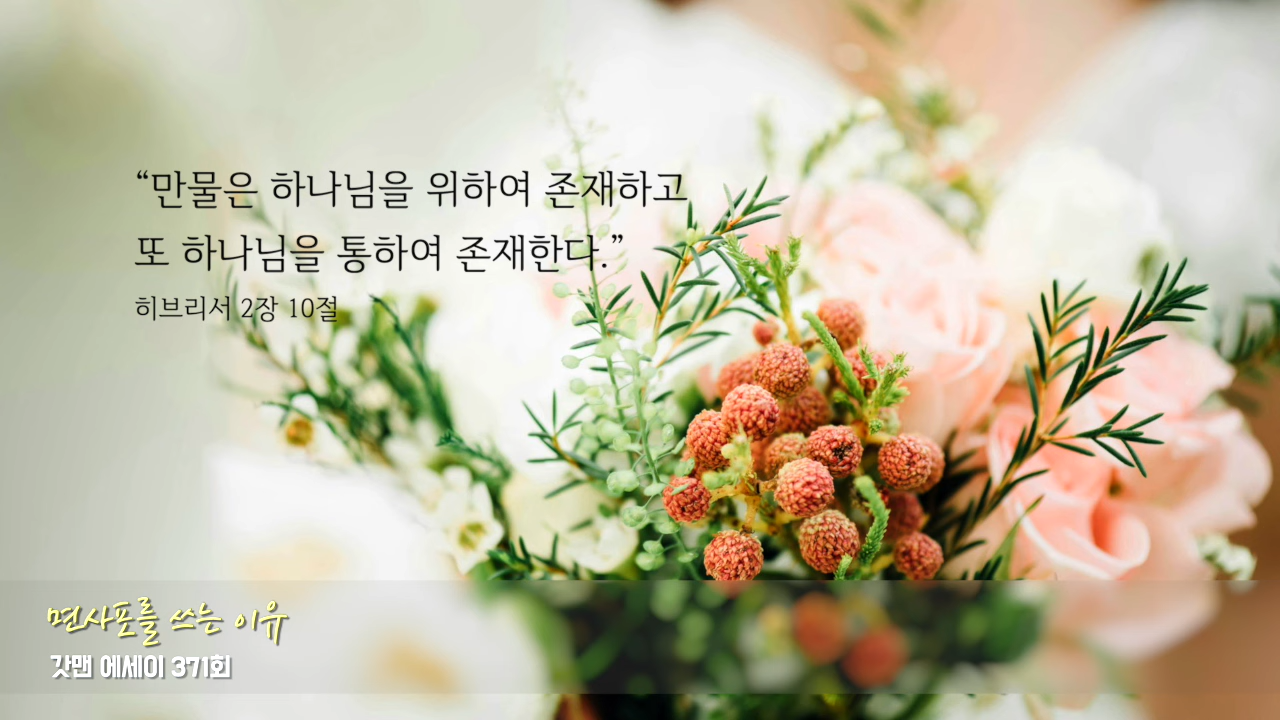 “만물은 하나님을 위하여 존재하고
또 하나님을 통하여 존재한다.”
히브리서 2장 10절
면사포를 쓰는 이유
갓맨 에세이 371회